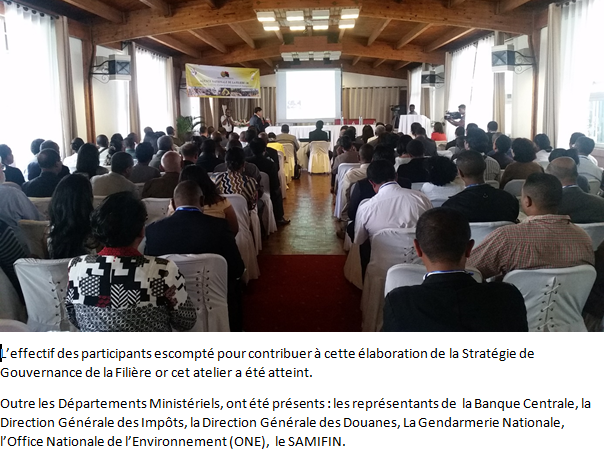 L'effectif des participants escompté pour contribuer à cette élaboration de la Stratégie de
Gouvernance de la Filière or cet atelier a été atteint.
Outre les Départements Ministériels, ont été présents : les représentants de la Banque Centrale, la
Direction Générale des Impôts, la Direction Générale des Douanes, La Gendarmerie Nationale,
l'Office Nationale de l'Environnement (ONE), le SAMIFIN.